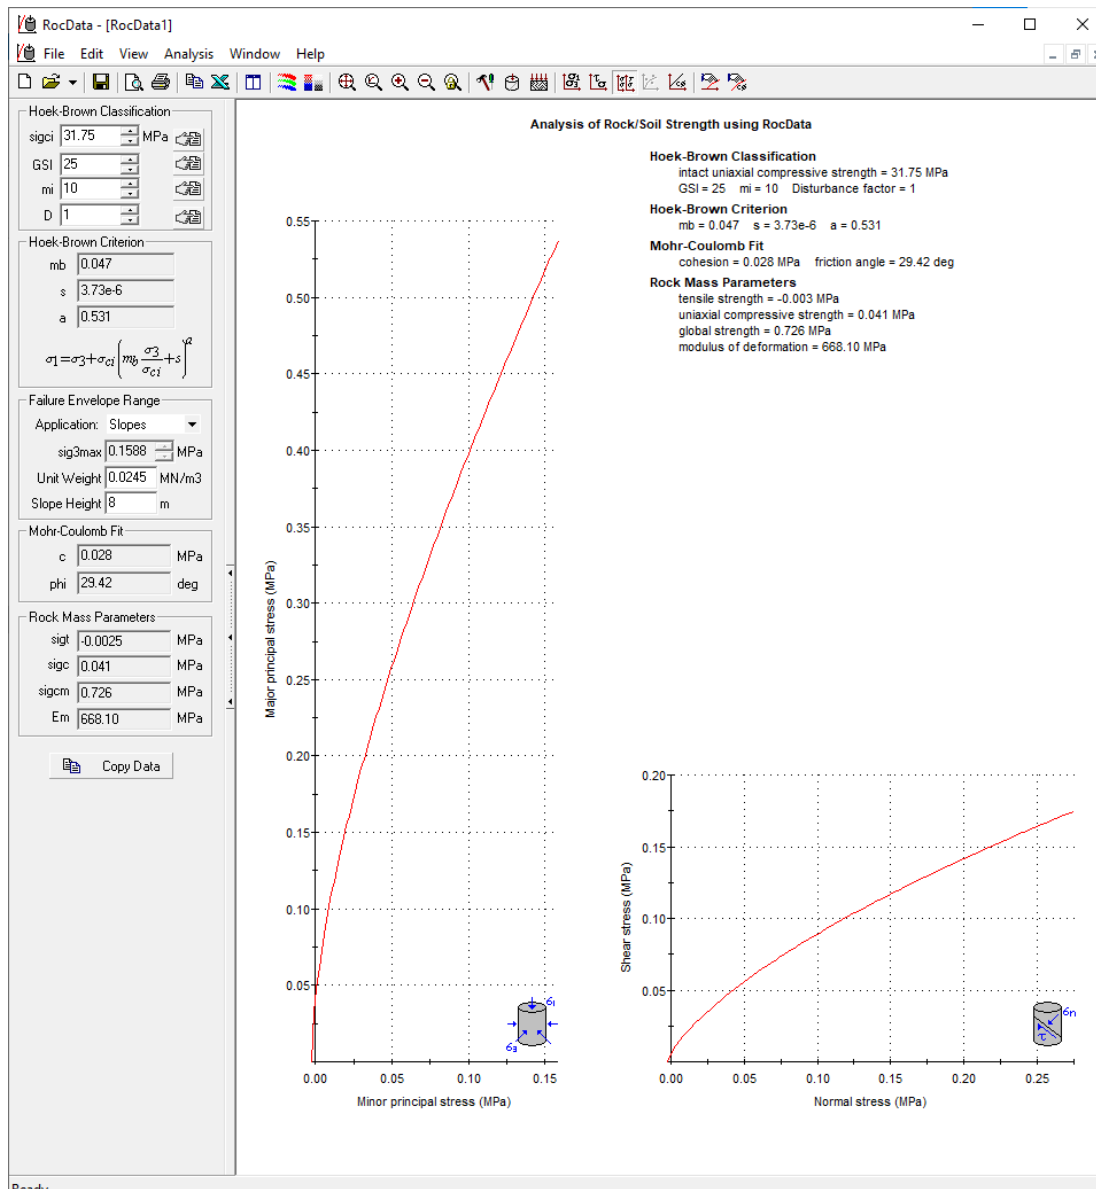 RocData - [RocData1]
File Edit View Analysis Window Help
Hoek-Brown Classification
sigci 31.75 MPa
GSI 25
mi 10
D 1
Hoek-Brown Criterion
mb 0.047
s 3.73e-6
a 0.531
σ1=σ3+σci(mb σ3/σci+s)^a
Failure Envelope Range
Application: Slopes
sig3max 0.1588 MPa
Unit Weight 0.0245 MN/m3
Slope Height 8 m
Mohr-Coulomb Fit
c 0.028 MPa
phi 29.42 deg
Rock Mass Parameters
sigt -0.0025 MPa
sigc 0.041 MPa
sigcm 0.726 MPa
Em 668.10 MPa
Copy Data
Analysis of Rock/Soil Strength using RocData
Hoek-Brown Classification
intact uniaxial compressive strength = 31.75 MPa
GSI = 25 mi = 10 Disturbance factor = 1
Hoek-Brown Criterion
mb = 0.047 s = 3.73e-6 a = 0.531
Mohr-Coulomb Fit
cohesion = 0.028 MPa friction angle = 29.42 deg
Rock Mass Parameters
tensile strength = -0.003 MPa
uniaxial compressive strength = 0.041 MPa
global strength = 0.726 MPa
modulus of deformation = 668.10 MPa
0.55
0.50
0.45
0.40
0.35
0.30
0.25
0.20
0.15
0.10
0.05
Major principal stress (MPa)
0.00 0.05 0.10 0.15
Minor principal stress (MPa)
σ1
σ3
0.20
0.15
0.10
0.05
Shear stress (MPa)
0.00 0.05 0.10 0.15 0.20 0.25
Normal stress (MPa)
σn
τ